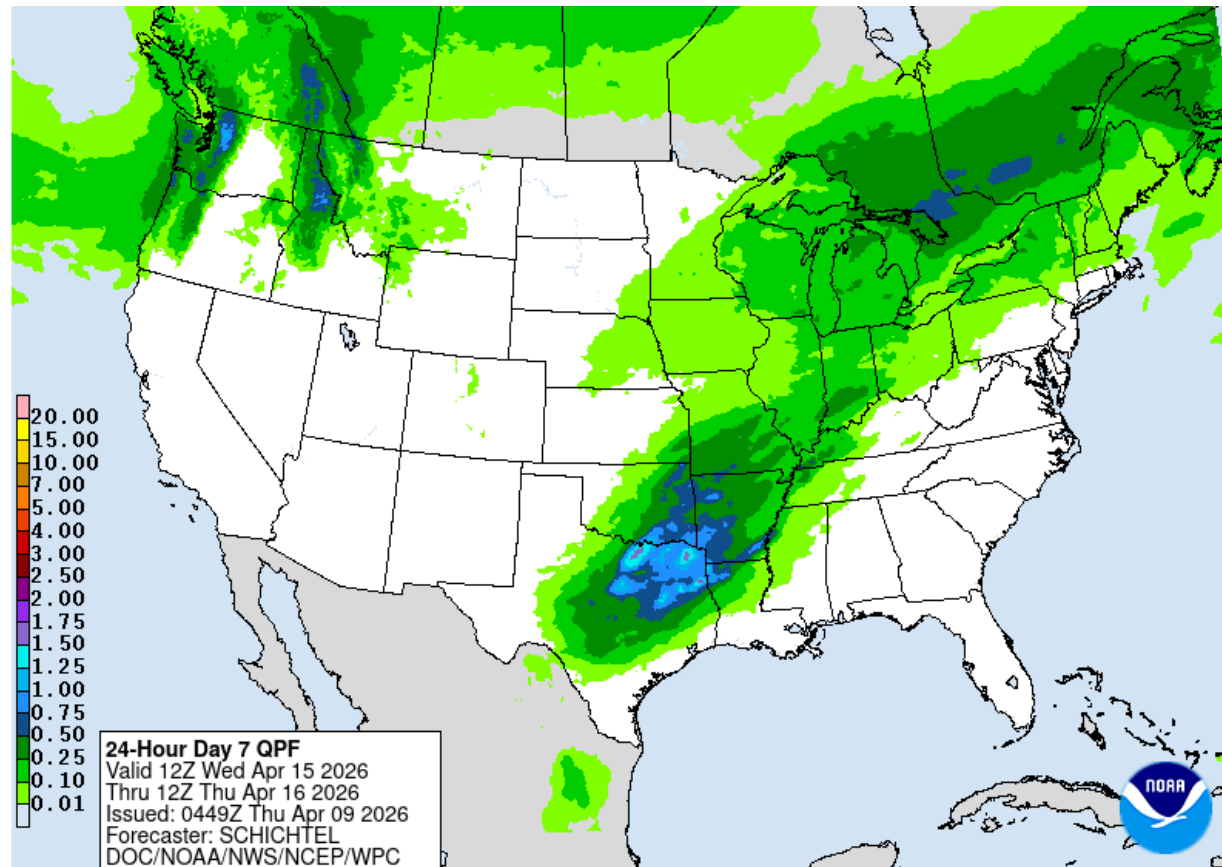 20.00
15.00
10.00
7.00
5.00
4.00
3.00
2.50
2.00
1.75
1.50
1.25
1.00
0.75
0.50
0.25
0.10
0.01
24-Hour Day 7 QPF
Valid 12Z Wed Apr 15 2026
Thru 12Z Thu Apr 16 2026
Issued: 0449Z Thu Apr 09 2026
Forecaster: SCHICHTEL
DOC/NOAA/NWS/NCEP/WPC
NOAA